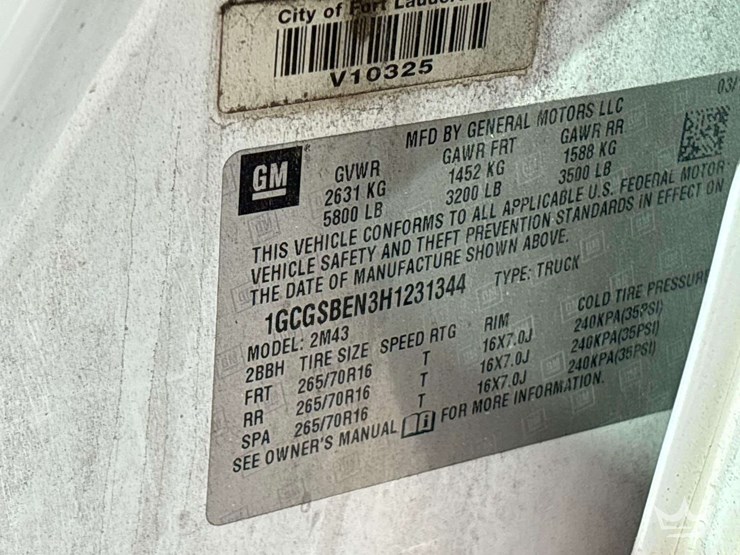 City of Fort Lauder
V10325
MFD BY GENERAL MOTORS LLC 03/
GM
GVWR GAWR FRT GAWR RR
2631 KG 1452 KG 1588 KG
5800 LB 3200 LB 3500 LB
THIS VEHICLE CONFORMS TO ALL APPLICABLE U.S. FEDERAL MOTOR
VEHICLE SAFETY AND THEFT PREVENTION STANDARDS IN EFFECT ON
THE DATE OF MANUFACTURE SHOWN ABOVE.
1GCGSBEN3H1231344 TYPE: TRUCK
MODEL: 2M43
2BBH TIRE SIZE SPEED RTG RIM COLD TIRE PRESSUR
FRT 265/70R16 T 16X7.0J 240KPA(35PSI)
RR 265/70R16 T 16X7.0J 240KPA(35PSI)
SPA 265/70R16 T 16X7.0J 240KPA(35PSI)
SEE OWNER'S MANUAL FOR MORE INFORMATION.